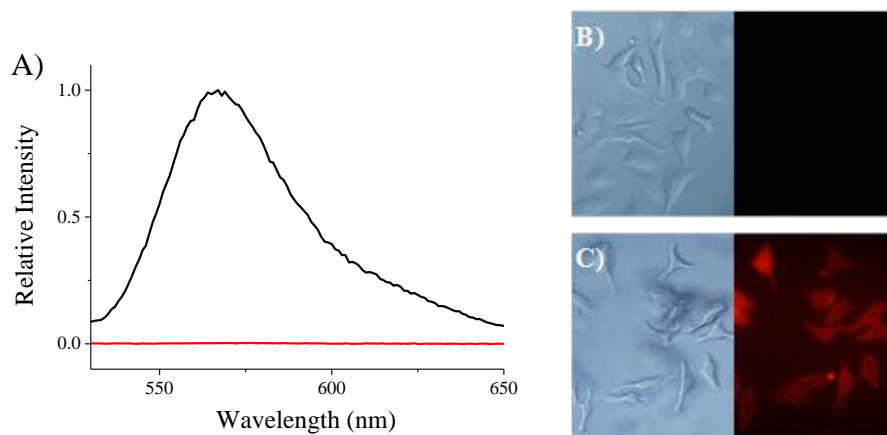 A)
1.0
0.5
0.0
Relative Intensity
550
600
650
Wavelength (nm)
B)
C)